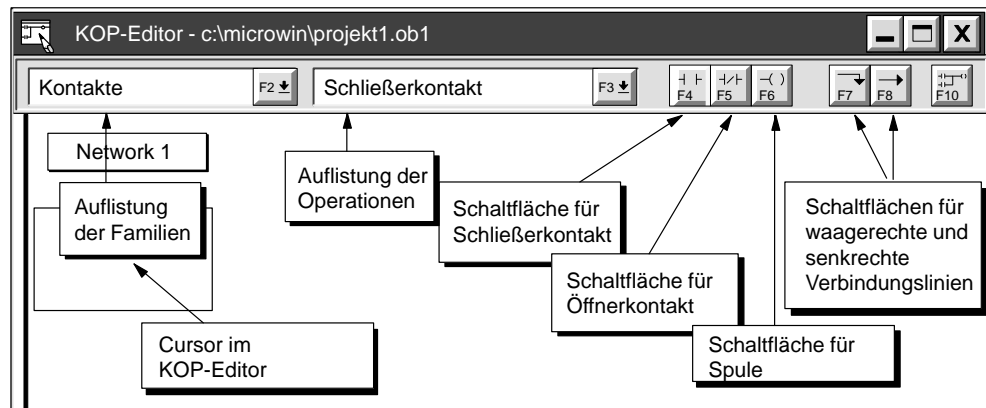 KOP-Editor - c:\microwin\projekt1.ob1
Kontakte
F2
Schließerkontakt
F3
F4
F5
F6
F7
F8
F10
Network 1
Auflistung
der Familien
Auflistung der
Operationen
Schaltfläche für
Schließerkontakt
Schaltfläche für
Öffnerkontakt
Schaltfläche für
Spule
Schaltflächen für
waagerechte und
senkrechte
Verbindungslinien
Cursor im
KOP-Editor